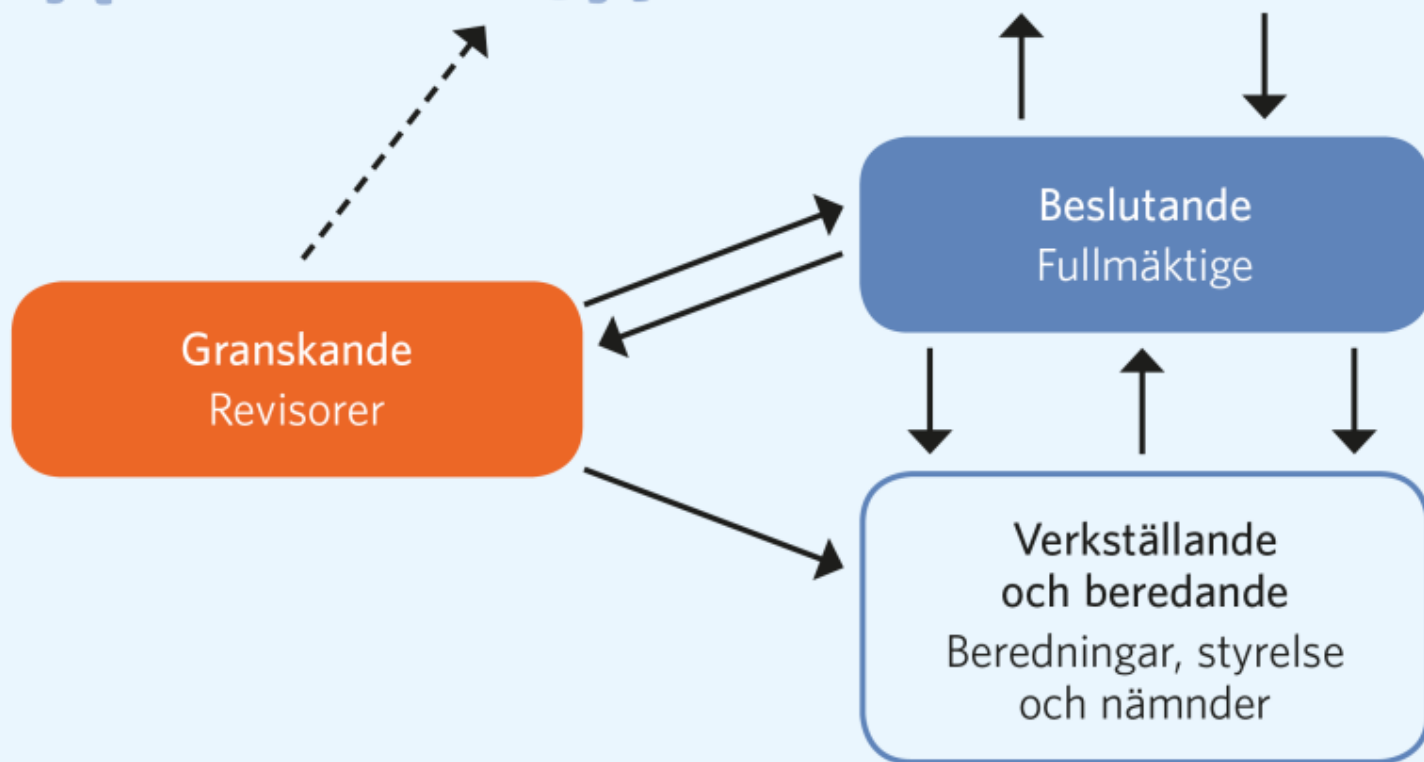 Granskande
Revisorer
Beslutande
Fullmäktige
Verkställande
och beredande
Beredningar, styrelse
och nämnder